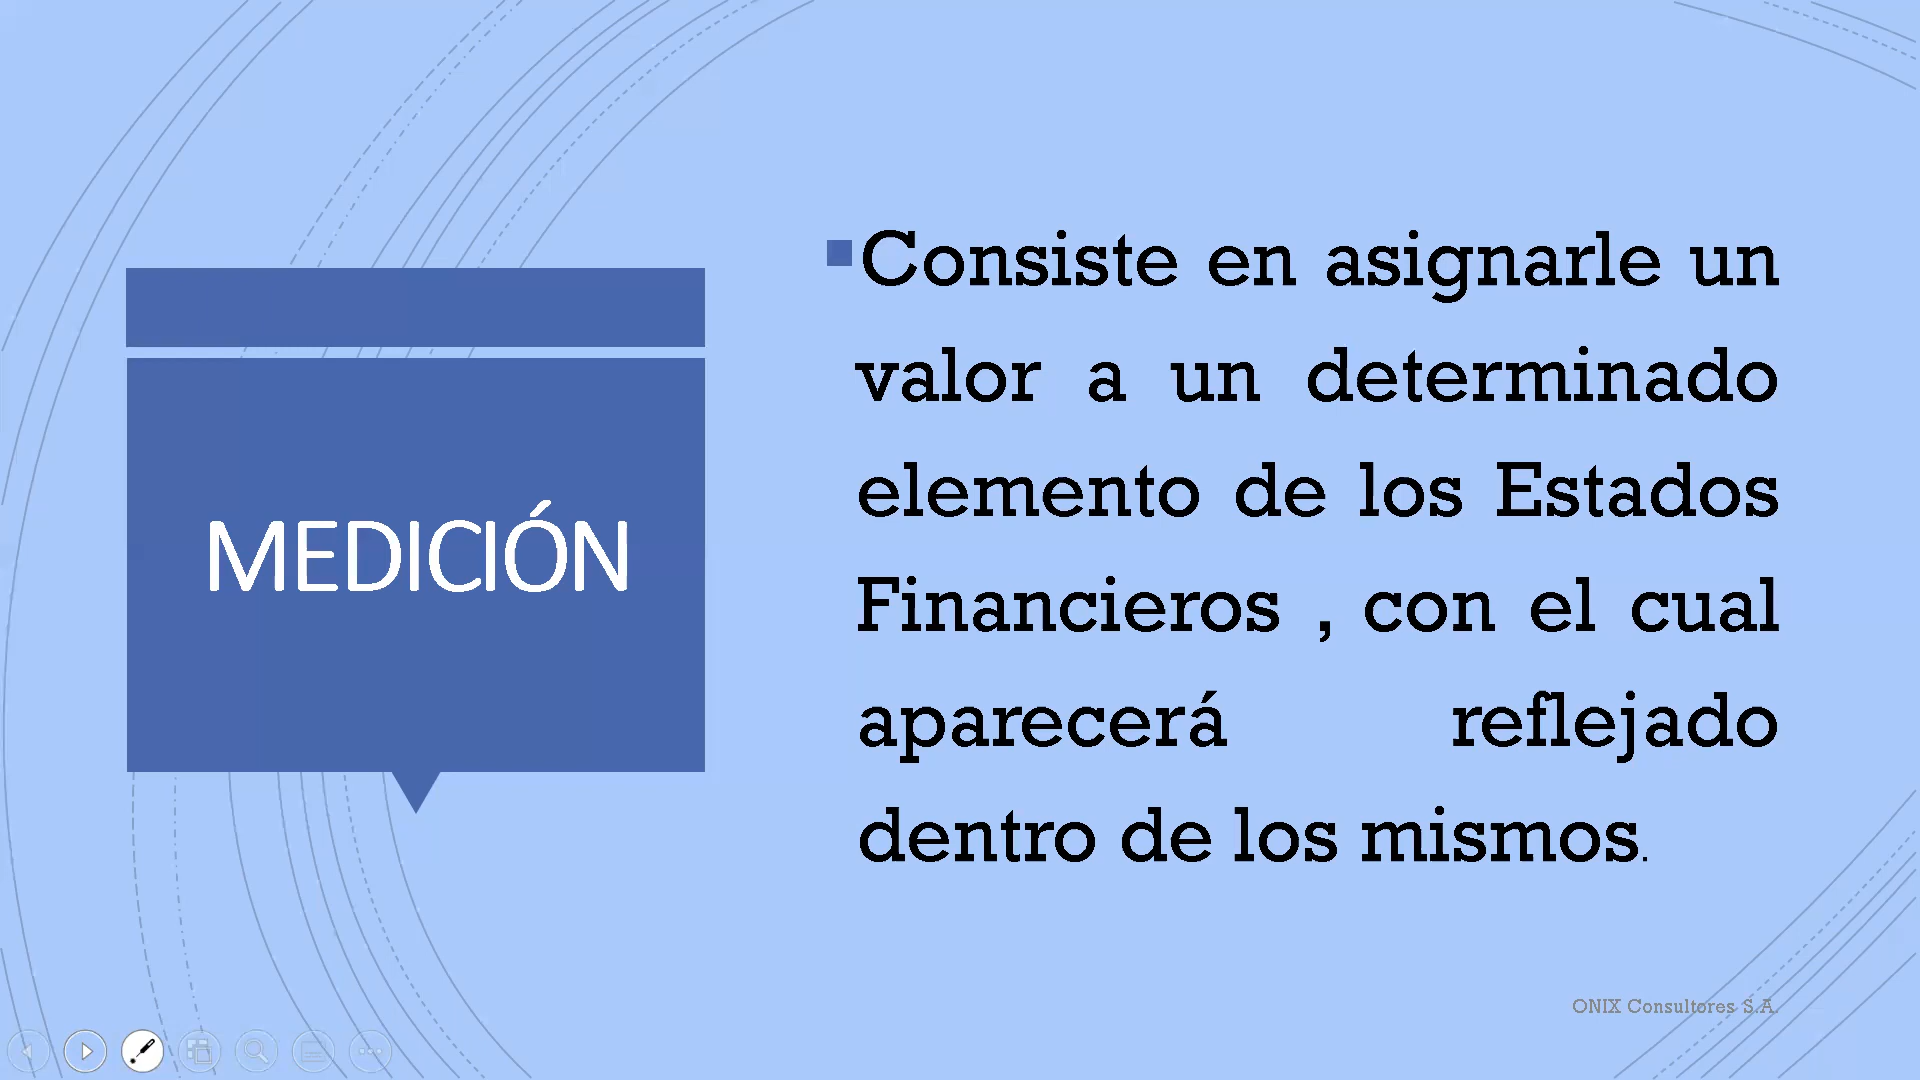 MEDICIÓN
Consiste en asignarle un
valor a un determinado
elemento de los Estados
Financieros , con el cual
aparecerá reflejado
dentro de los mismos.
ONIX Consultores S.A.